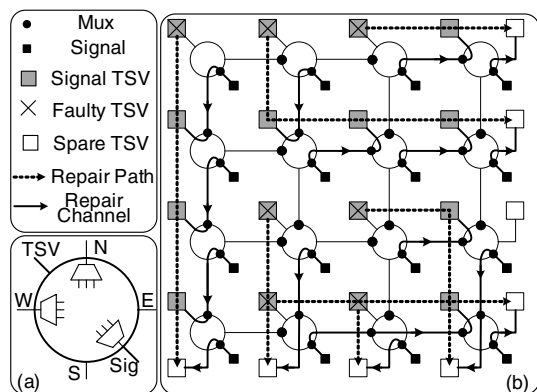 Mux
Signal
Signal TSV
Faulty TSV
Spare TSV
Repair Path
Repair
Channel
TSV
N
W
E
S
Sig
(a)
(b)